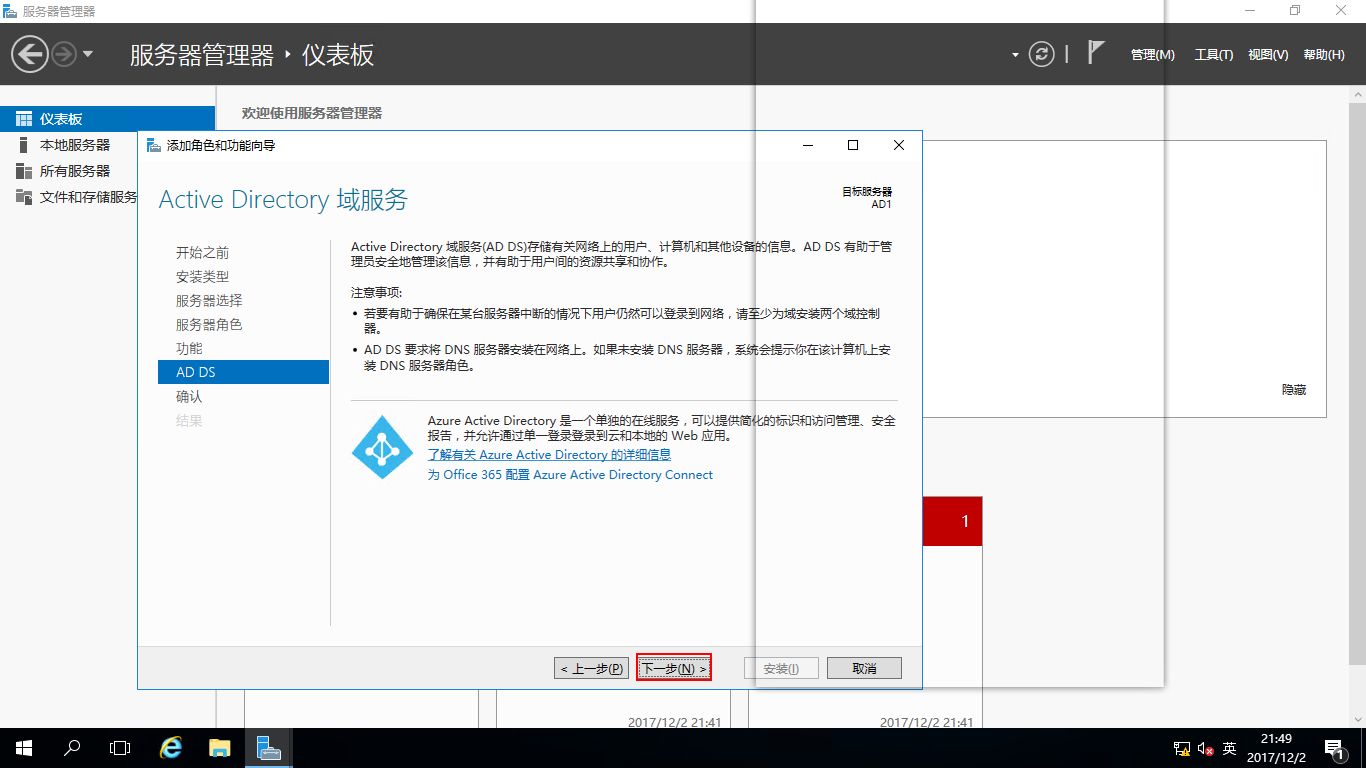 服务器管理器
服务器管理器 ‣ 仪表板
管理(M) 工具(T) 视图(V) 帮助(H)
仪表板
本地服务器
所有服务器
文件和存储服务
欢迎使用服务器管理器
添加角色和功能向导
Active Directory 域服务
目标服务器
AD1
开始之前
安装类型
服务器选择
服务器角色
功能
AD DS
确认
结果
Active Directory 域服务(AD DS)存储有关网络上的用户、计算机和其他设备的信息。AD DS 有助于管
理员安全地管理该信息，并有助于用户间的资源共享和协作。
注意事项:
• 若要有助于确保在某台服务器中断的情况下用户仍然可以登录到网络，请至少为域安装两个域控制
器。
• AD DS 要求将 DNS 服务器安装在网络上。如果未安装 DNS 服务器，系统会提示你在该计算机上安
装 DNS 服务器角色。
Azure Active Directory 是一个单独的在线服务，可以提供简化的标识和访问管理、安全
报告，并允许通过单一登录登录到云和本地的 Web 应用。
了解有关 Azure Active Directory 的详细信息
为 Office 365 配置 Azure Active Directory Connect
< 上一步(P) 下一步(N) > 安装(I) 取消
隐藏
1
2017/12/2 21:41 2017/12/2 21:41
英
21:49
2017/12/2
1